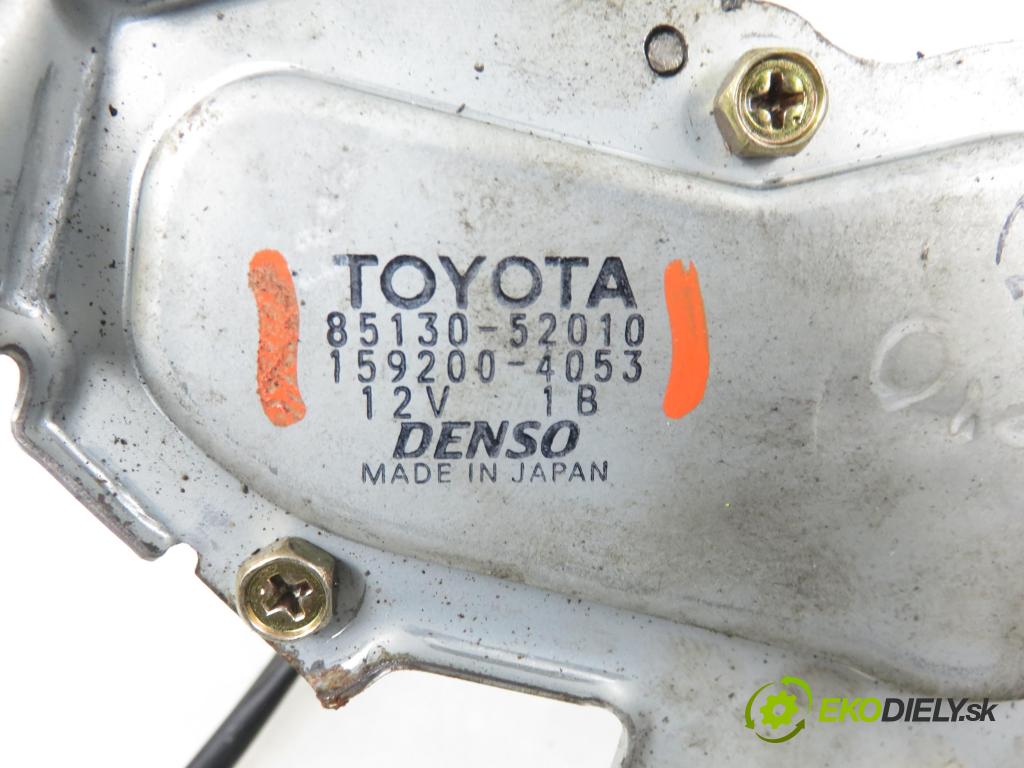 TOYOTA
85130-52010
159200-4053
12V 1B
DENSO
MADE IN JAPAN
EKODIELY.sk